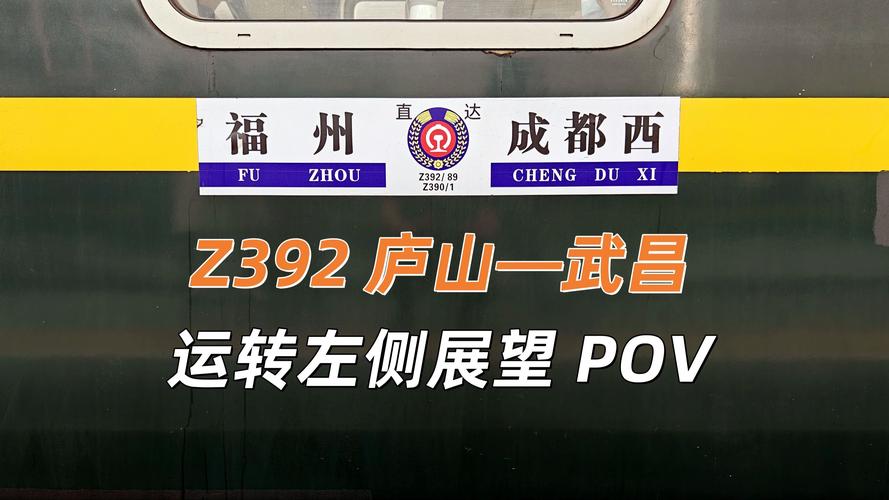 福州 直达 成都西
FU ZHOU Z392/89 CHENG DU XI
Z390/1
Z392 庐山—武昌
运转左侧展望 POV